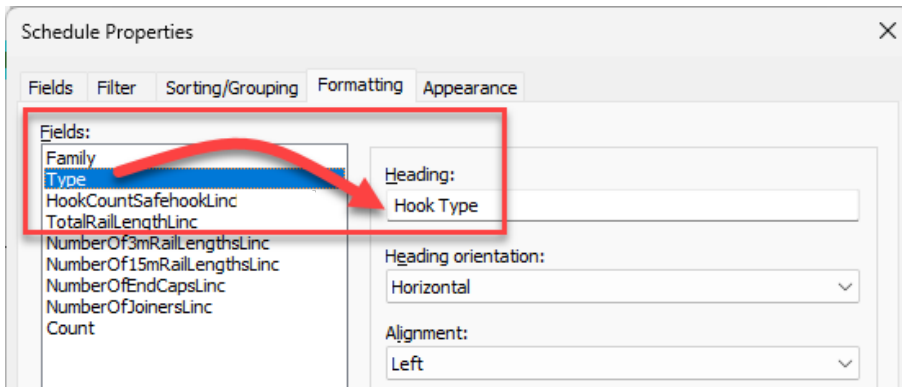 Schedule Properties
Fields Filter Sorting/Grouping Formatting Appearance
Fields:
Family
Type
HookCountSafehookLinc
TotalRailLengthLinc
NumberOf3mRailLengthsLinc
NumberOf15mRailLengthsLinc
NumberOfEndCapsLinc
NumberOfJoinersLinc
Count
Heading:
Hook Type
Heading orientation:
Horizontal
Alignment:
Left